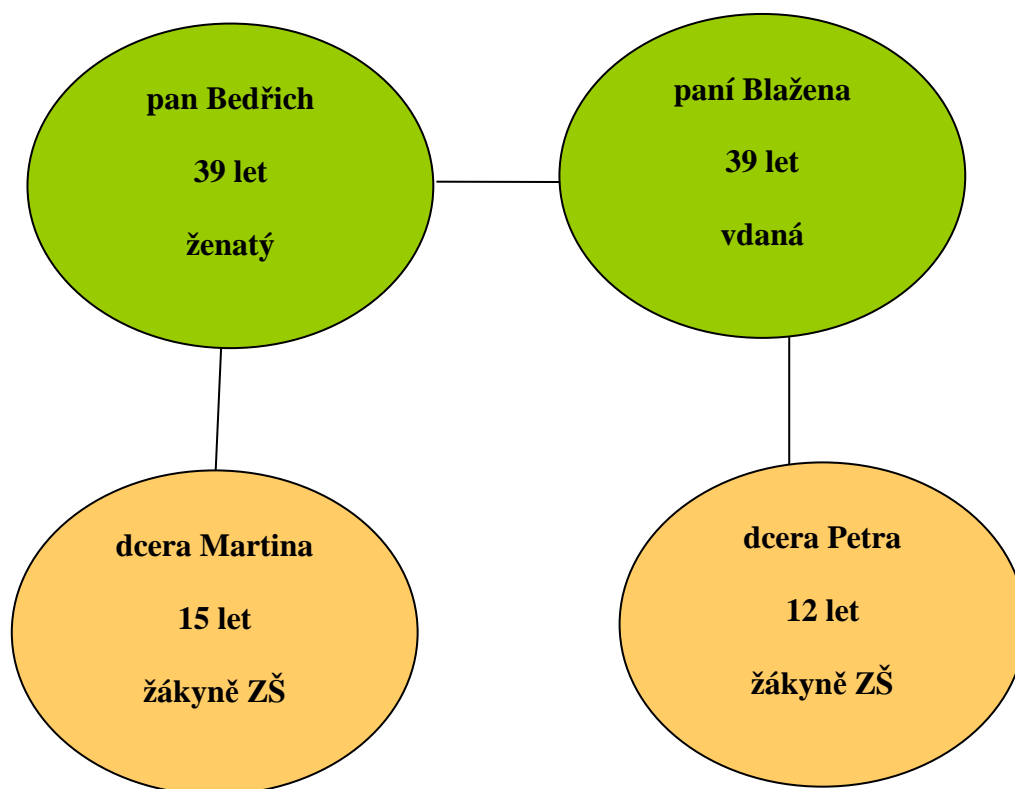 pan Bedřich
39 let
ženatý
paní Blažena
39 let
vdaná
dcera Martina
15 let
žákyně ZŠ
dcera Petra
12 let
žákyně ZŠ